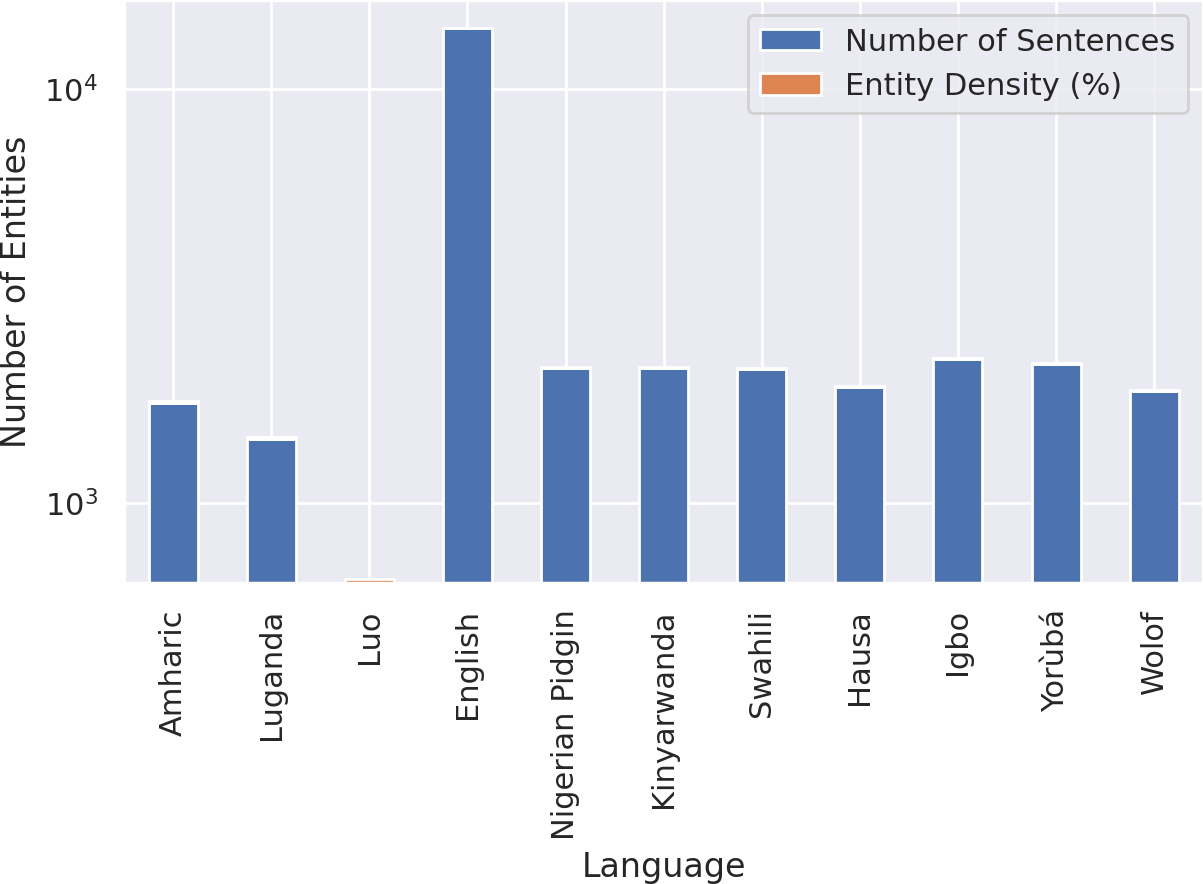 Number of Sentences
Entity Density (%)
Number of Entities
10⁴
10³
Amharic
Luganda
Luo
English
Nigerian Pidgin
Kinyarwanda
Swahili
Hausa
Igbo
Yorùbá
Wolof
Language